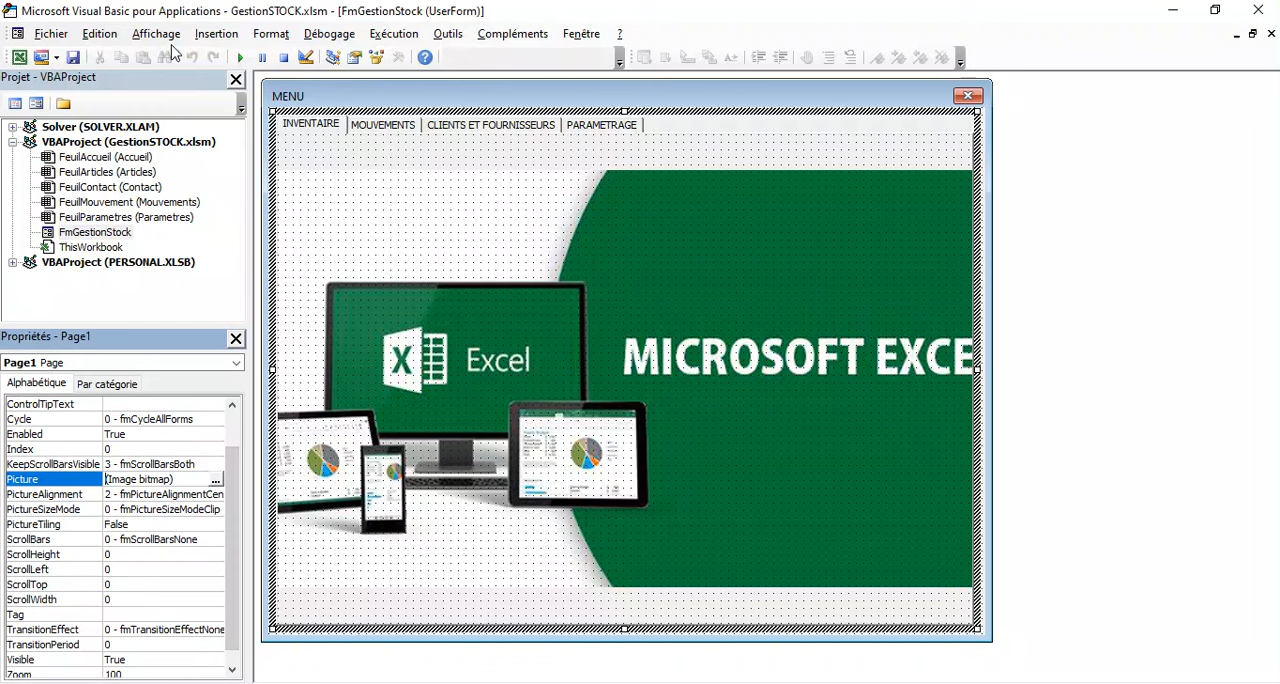 Microsoft Visual Basic pour Applications - GestionSTOCK.xlsm - [FmGestionStock (UserForm)]
Fichier Edition Affichage Insertion Format Débogage Exécution Outils Compléments Fenêtre ?
Projet - VBAProject
Solver (SOLVER.XLAM)
VBAProject (GestionSTOCK.xlsm)
FeuilAccueil (Accueil)
FeuilArticles (Articles)
FeuilContact (Contact)
FeuilMouvement (Mouvements)
FeuilParametres (Parametres)
FmGestionStock
ThisWorkbook
VBAProject (PERSONAL.XLSB)
Propriétés - Page1
Page1 Page
Alphabétique Par catégorie
ControlTipText
Cycle 0 - fmCycleAllForms
Enabled True
Index 0
KeepScrollBarsVisible 3 - fmScrollBarsBoth
Picture (Image bitmap) ...
PictureAlignment 2 - fmPictureAlignmentCen
PictureSizeMode 0 - fmPictureSizeModeClip
PictureTiling False
ScrollBars 0 - fmScrollBarsNone
ScrollHeight 0
ScrollLeft 0
ScrollTop 0
ScrollWidth 0
Tag
TransitionEffect 0 - fmTransitionEffectNone
TransitionPeriod 0
Visible True
Zoom 100
MENU
INVENTAIRE MOUVEMENTS CLIENTS ET FOURNISSEURS PARAMETRAGE
X Excel
MICROSOFT EXCE